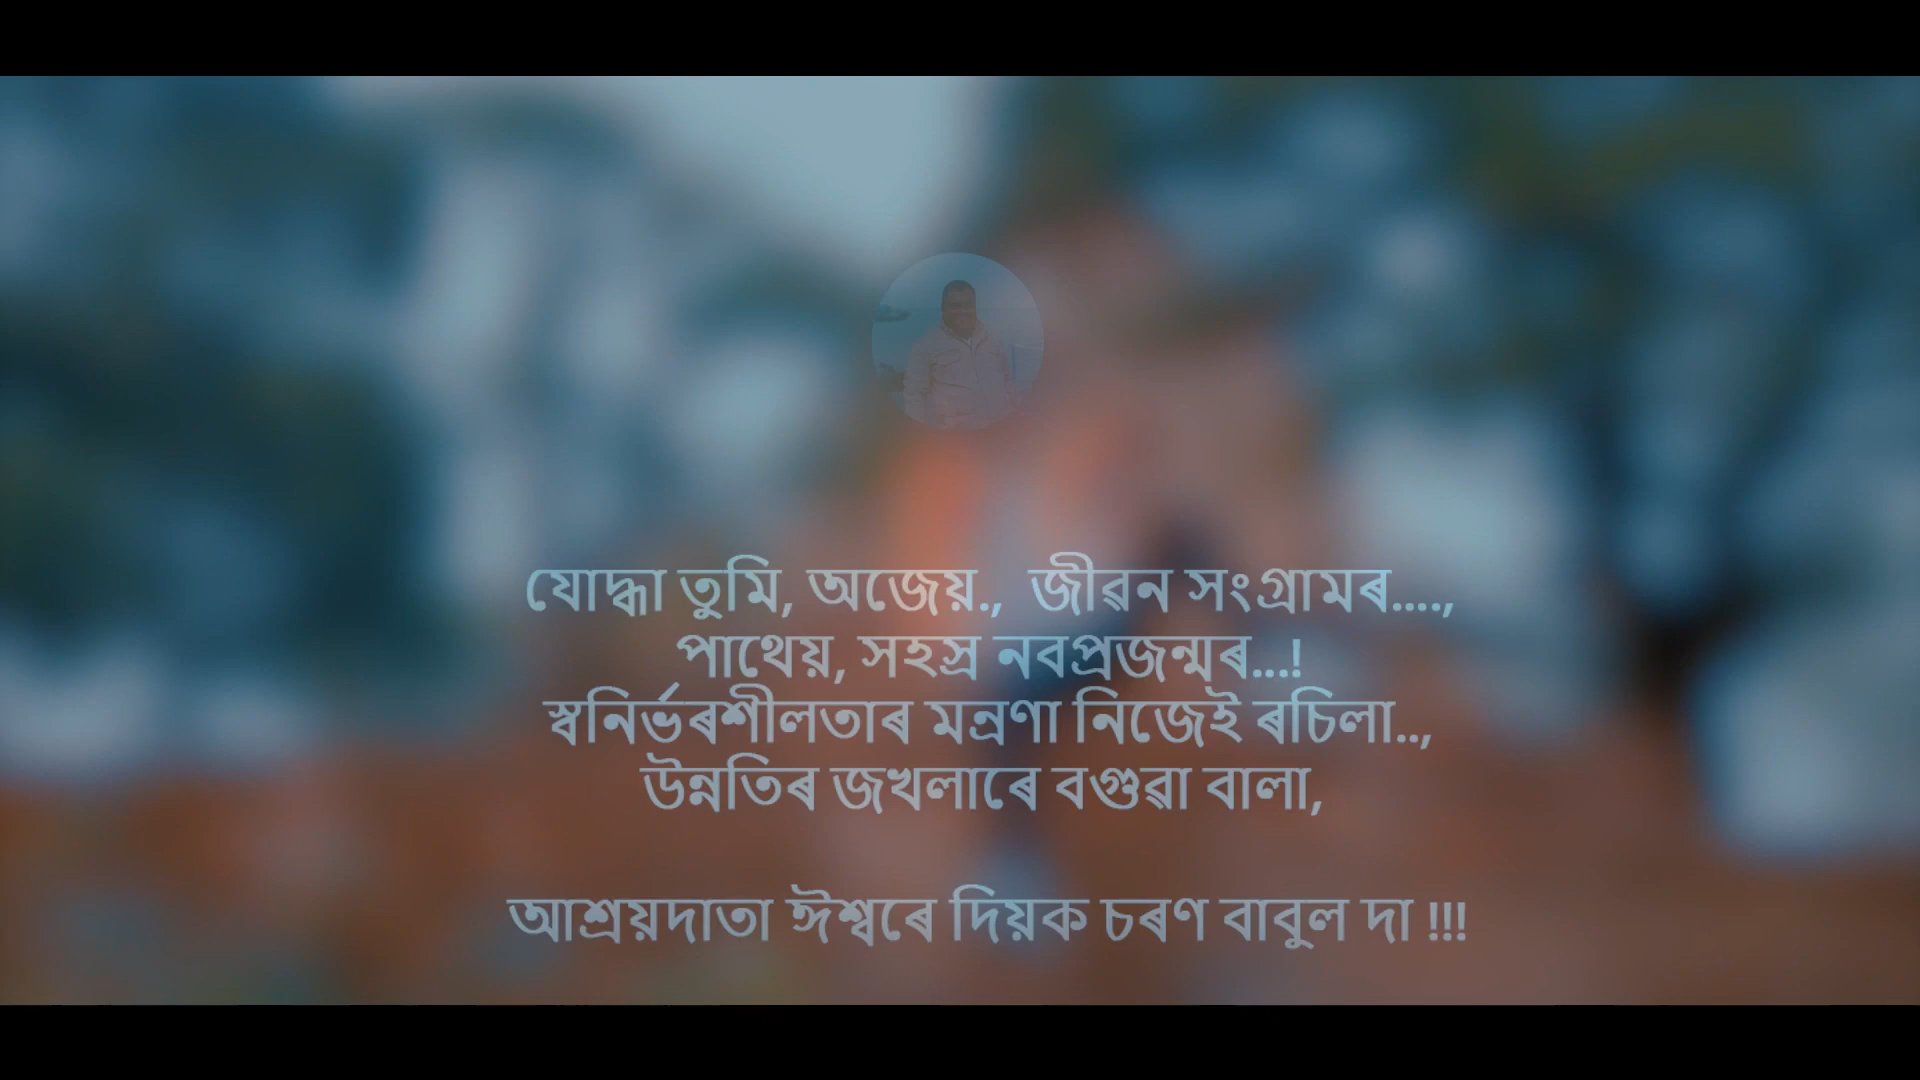 যোদ্ধা তুমি, অজেয়., জীৱন সংগ্ৰামৰ....,
পাথেয়, সহস্ৰ নবপ্ৰজন্মৰ...!
স্বনিৰ্ভৰশীলতাৰ মন্ত্ৰণা নিজেই ৰচিলা..,
উন্নতিৰ জখলাৰে বগুৱা বালা,
আশ্ৰয়দাতা ঈশ্বৰে দিয়ক চৰণ বাবুল দা !!!